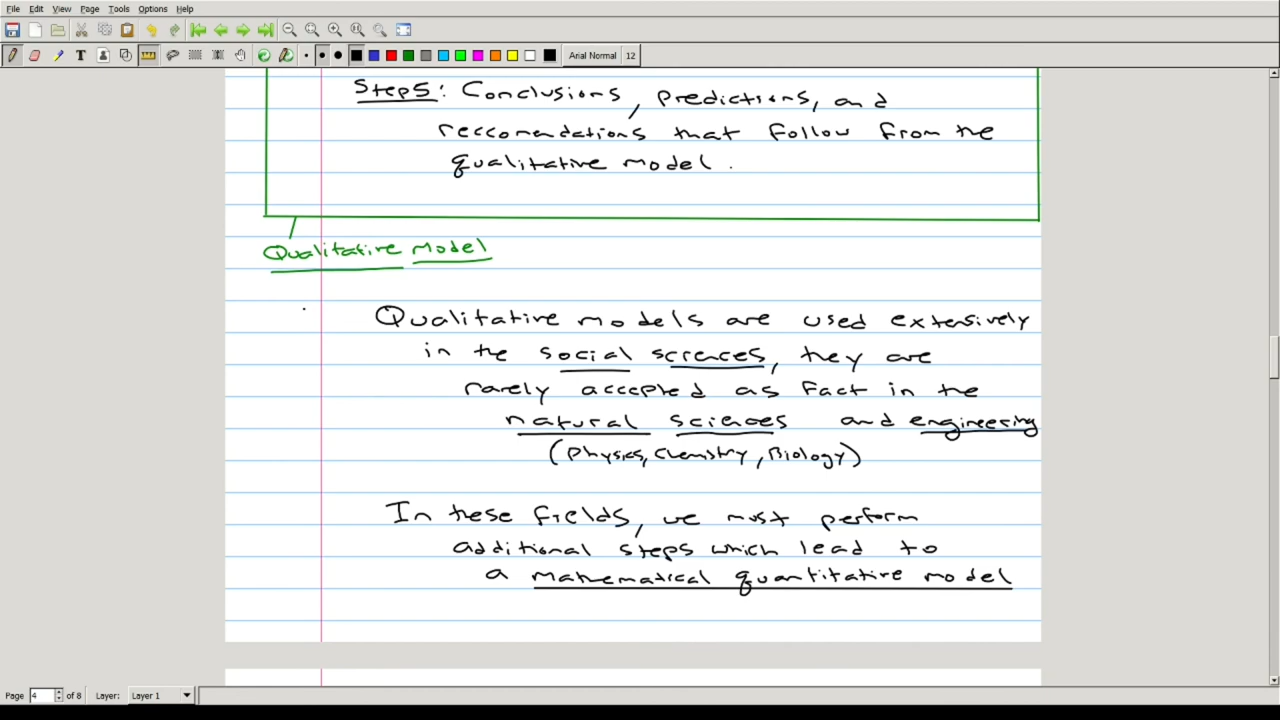 File Edit View Page Tools Options Help
Arial Normal 12
Step5: Conclusions, predictions, and
reccomendations that follow from the
qualitative model.
Qualitative Model
Qualitative models are used extensively
in the social sciences, they are
rarely accepted as fact in the
natural sciences and engineering
(Physics, Chemistry, Biology)
In these fields, we must perform
additional steps which lead to
a mathematical quantitative model
Page 4 of 8 Layer: Layer 1